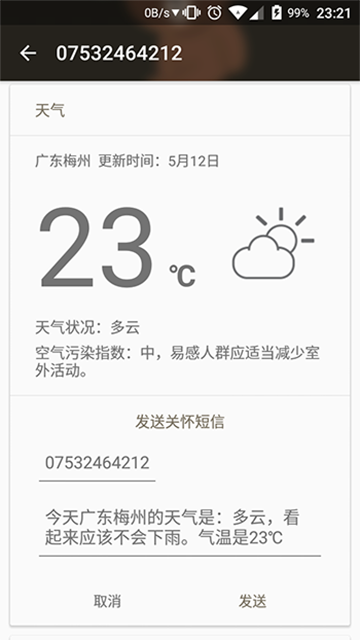 0B/s 99% 23:21
07532464212
天气
广东梅州 更新时间：5月12日
23 ℃
天气状况：多云
空气污染指数：中，易感人群应适当减少室
外活动。
发送关怀短信
07532464212
今天广东梅州的天气是：多云，看
起来应该不会下雨。气温是23℃
取消 发送